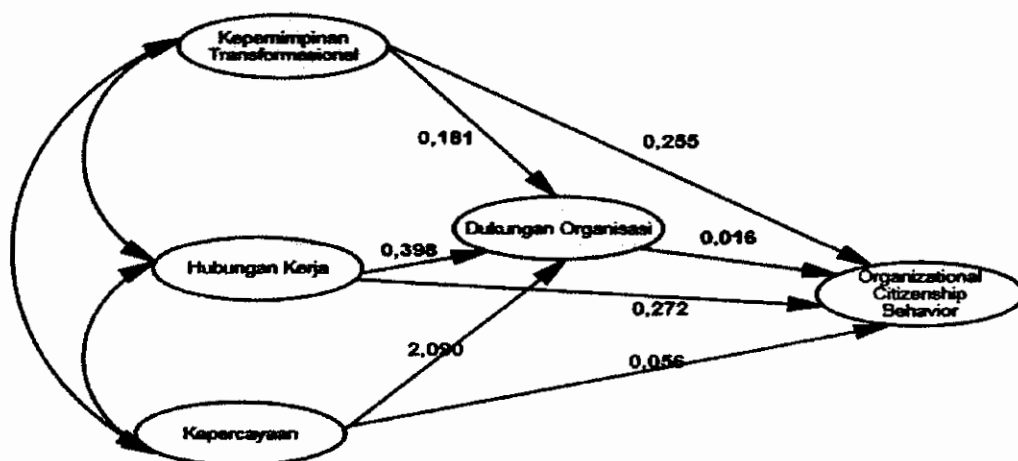 Kepemimpinan
Transformasional
0,181
0,255
Dukungan Organisasi
0,016
Hubungan Kerja
0,398
Organizational
Citizenship
Behavior
0,272
2,090
0,056
Kepercayaan